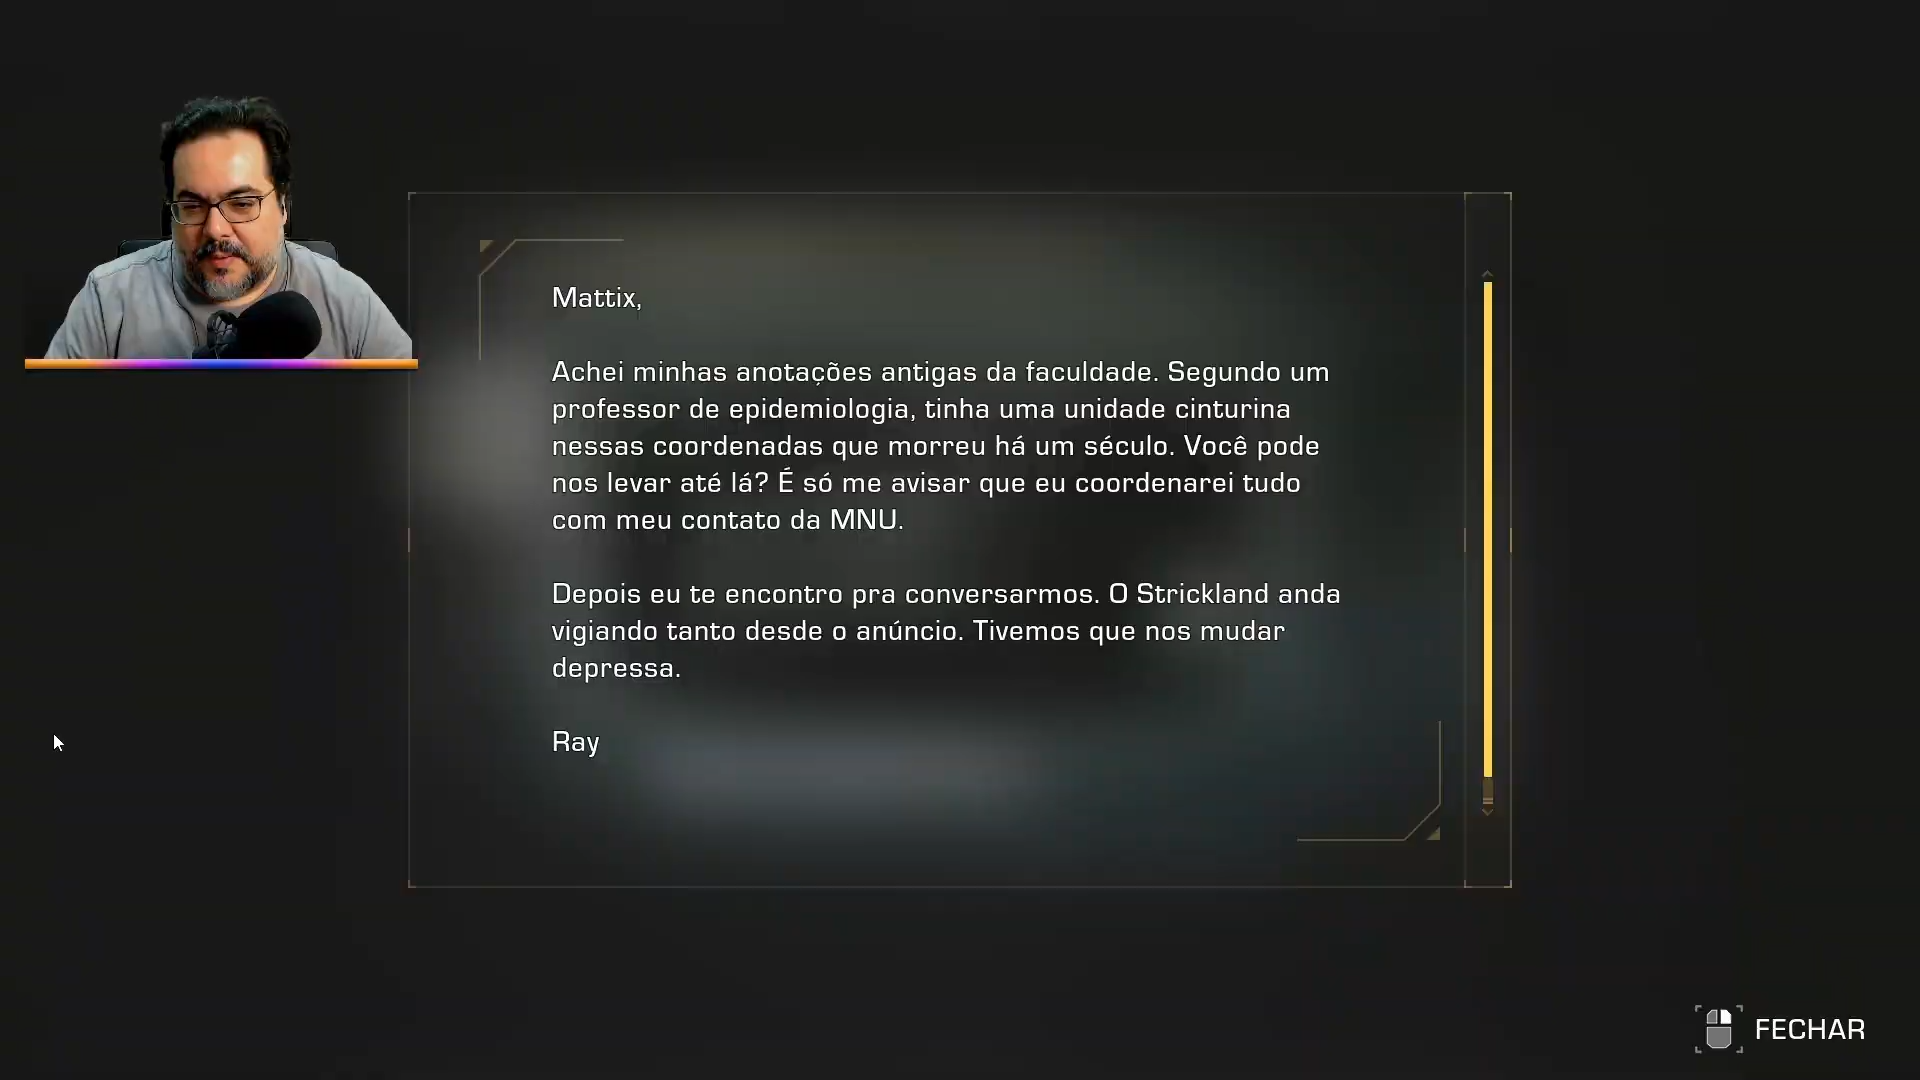 Mattix,
Achei minhas anotações antigas da faculdade. Segundo um
professor de epidemiologia, tinha uma unidade cinturina
nessas coordenadas que morreu há um século. Você pode
nos levar até lá? É só me avisar que eu coordenarei tudo
com meu contato da MNU.
Depois eu te encontro pra conversarmos. O Strickland anda
vigiando tanto desde o anúncio. Tivemos que nos mudar
depressa.
Ray
FECHAR